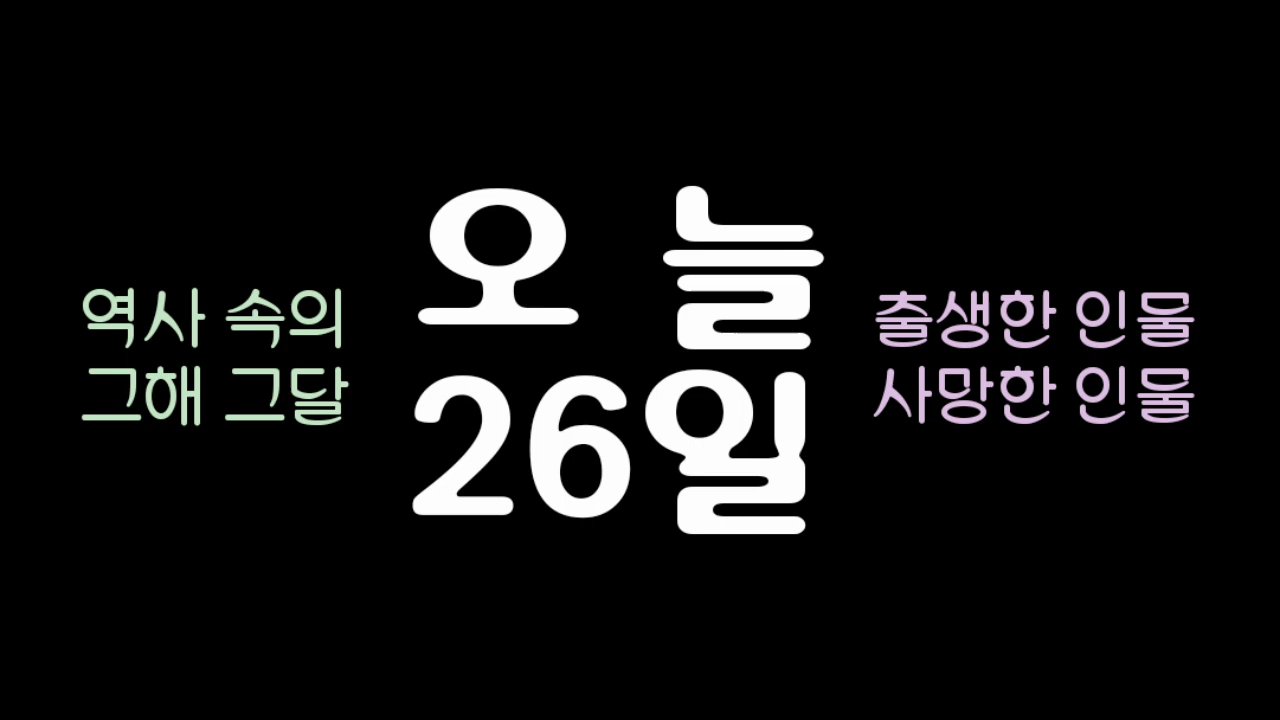 역사 속의
그해 그달
오 늘
26일
출생한 인물
사망한 인물